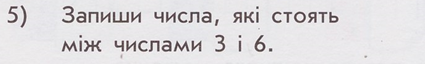 5) Запиши числа, які стоять
між числами 3 і 6.